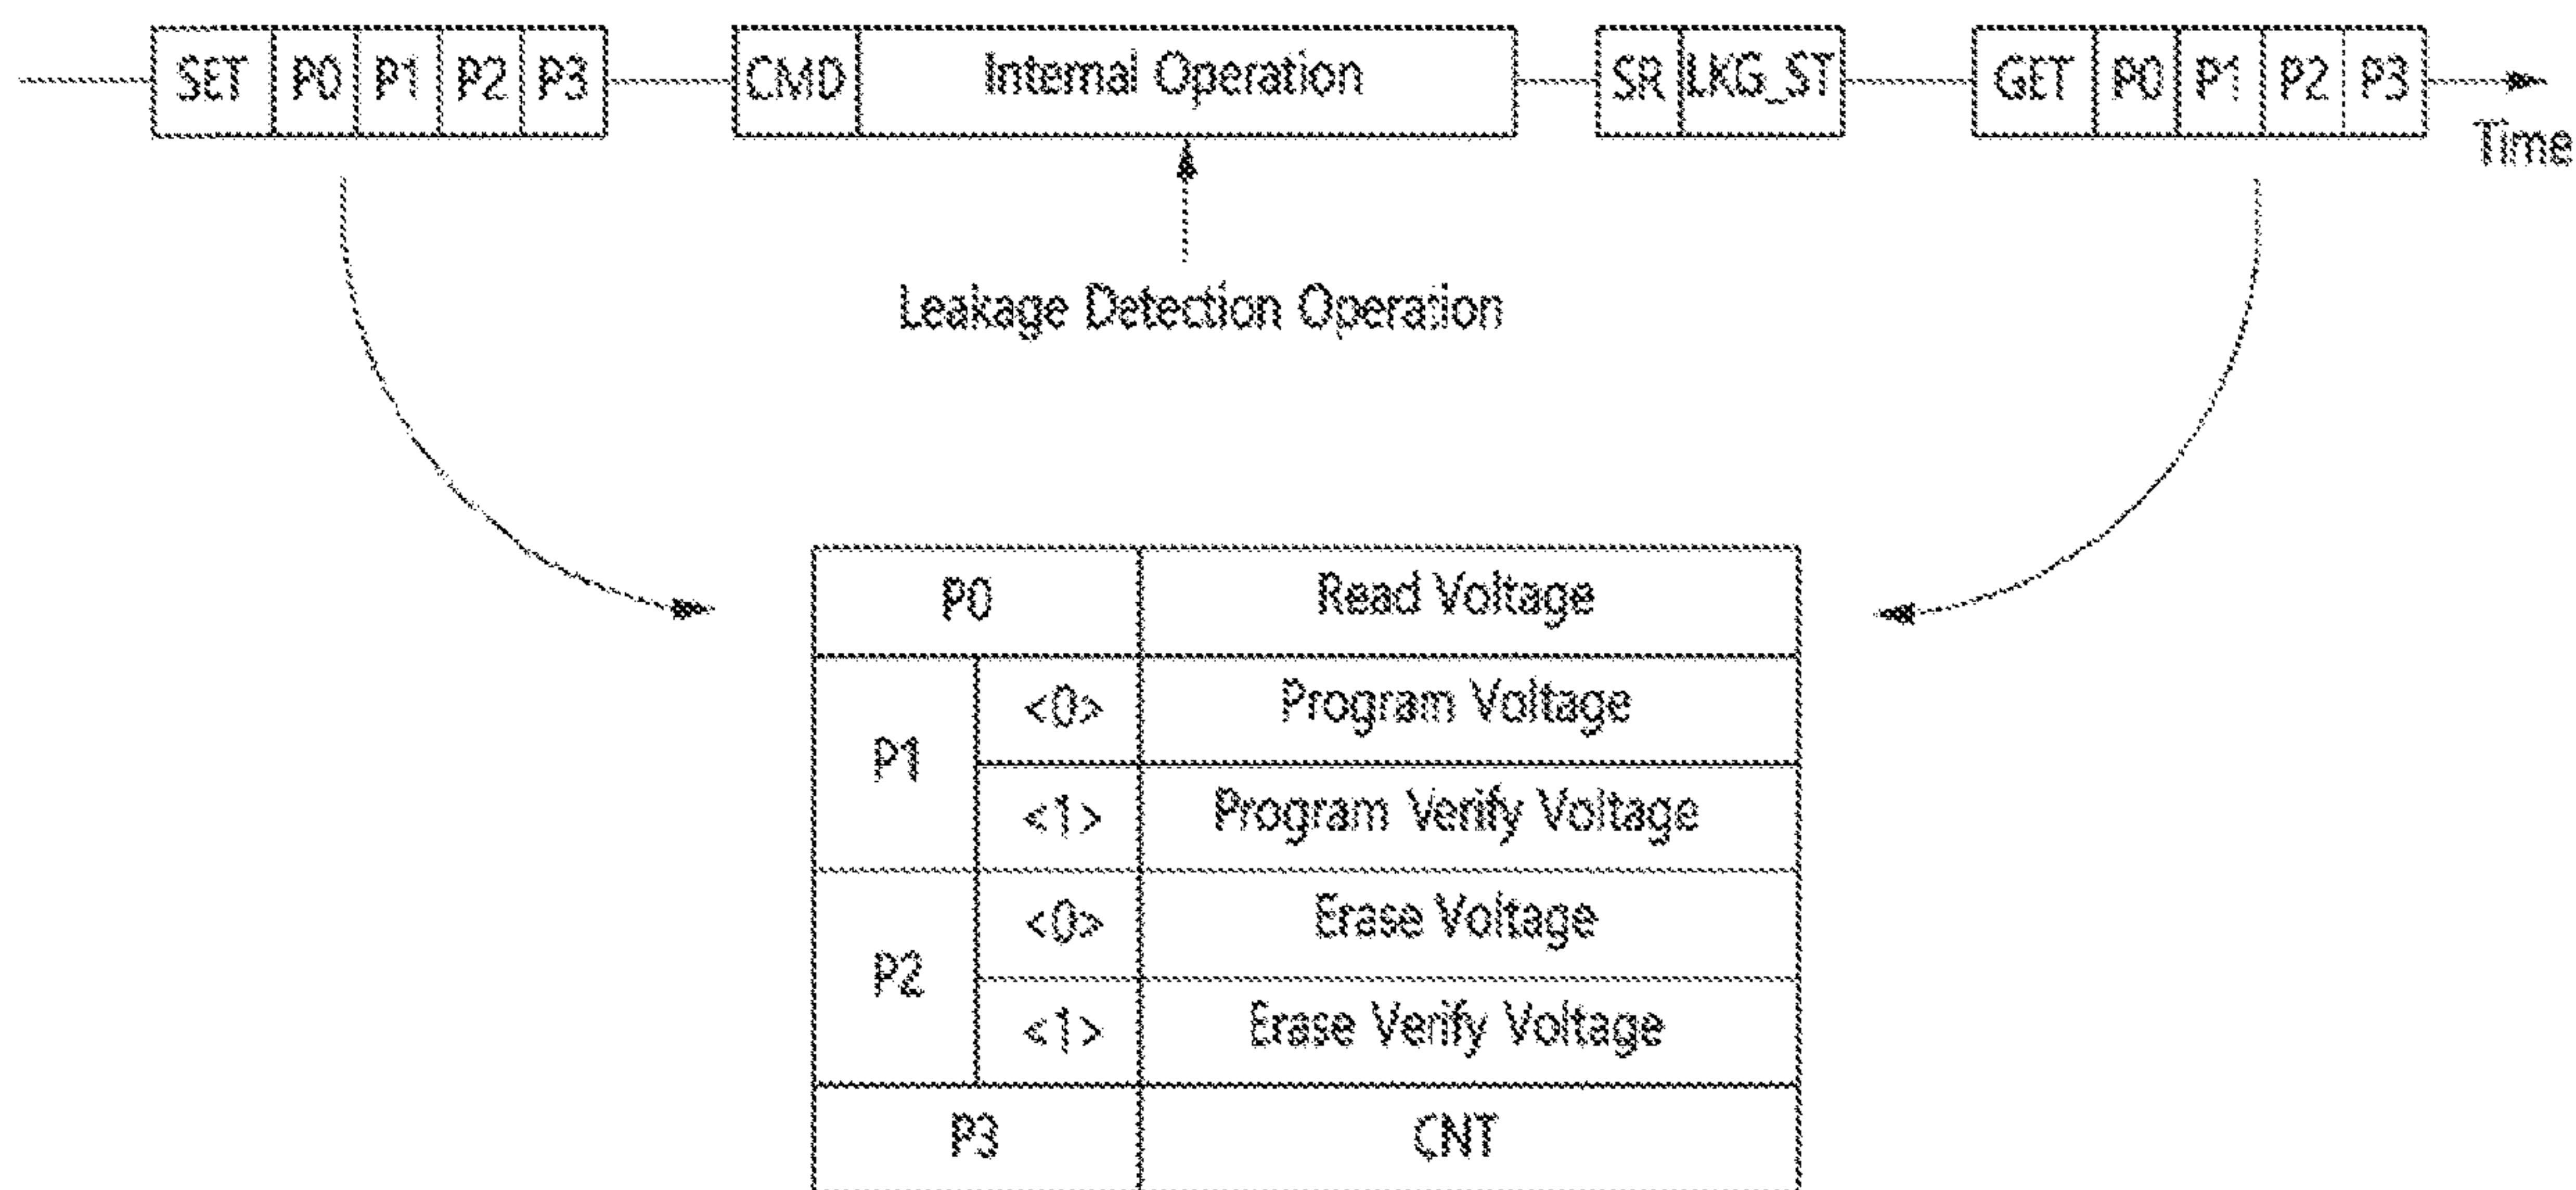 SET P0 P1 P2 P3 CMD Internal Operation SR LKG_ST GET P0 P1 P2 P3
Time
Leakage Detection Operation
P0 Read Voltage
P1 <0> Program Voltage
<1> Program Verify Voltage
P2 <0> Erase Voltage
<1> Erase Verify Voltage
P3 CNT